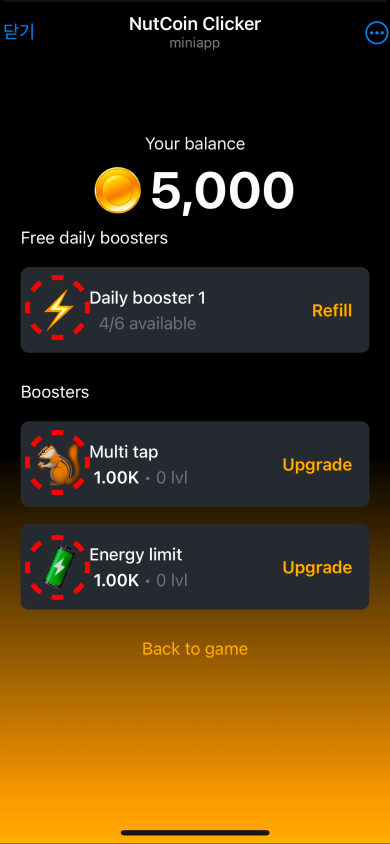 닫기
NutCoin Clicker
miniapp
Your balance
5,000
Free daily boosters
Daily booster 1
4/6 available
Refill
Boosters
Multi tap
1.00K • 0 lvl
Upgrade
Energy limit
1.00K • 0 lvl
Upgrade
Back to game